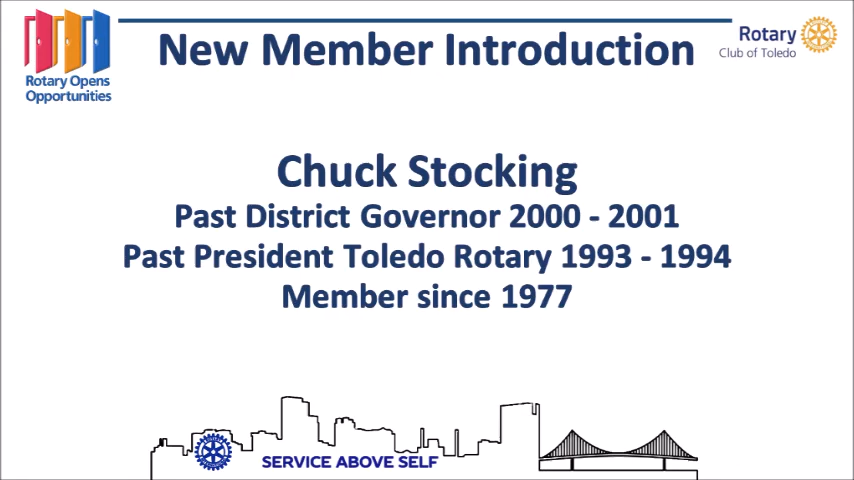 New Member Introduction
Rotary
Club of Toledo
Rotary Opens
Opportunities
Chuck Stocking
Past District Governor 2000 - 2001
Past President Toledo Rotary 1993 - 1994
Member since 1977
SERVICE ABOVE SELF